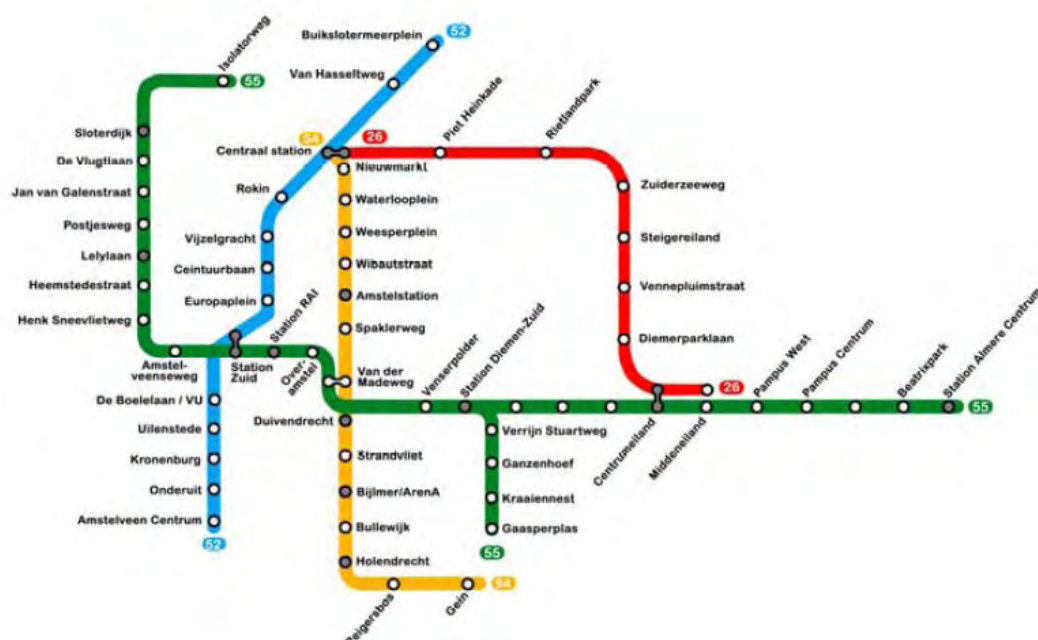 Isolatorweg
55
Sloterdijk
De Vlugtlaan
Jan van Galenstraat
Postjesweg
Lelylaan
Heemstedestraat
Henk Sneevlietweg
Amstel-
veenseweg
Station
Zuid
Station RAI
Over-
amstel
Buikslotermeerplein
52
Van Hasseltweg
Centraal station
54
26
Rokin
Vijzelgracht
Ceintuurbaan
Europaplein
De Boelelaan / VU
Uilenstede
Kronenburg
Onderuit
Amstelveen Centrum
52
Nieuwmarkt
Waterlooplein
Weesperplein
Wibautstraat
Amstelstation
Spaklerweg
Van der
Madeweg
Duivendrecht
Strandvliet
Bijlmer/ArenA
Bullewijk
Holendrecht
Reigersbos
Gein
54
Piet Heinkade
Rietlandpark
Zuiderzeeweg
Steigereiland
Vennepluimstraat
Diemerparklaan
26
Venserpolder
Station Diemen-Zuid
Verrijn Stuartweg
Ganzenhoef
Kraaiennest
Gaasperplas
55
Centrumeiland
Middeneiland
Pampus West
Pampus Centrum
Beatrixpark
Station Almere Centrum
55